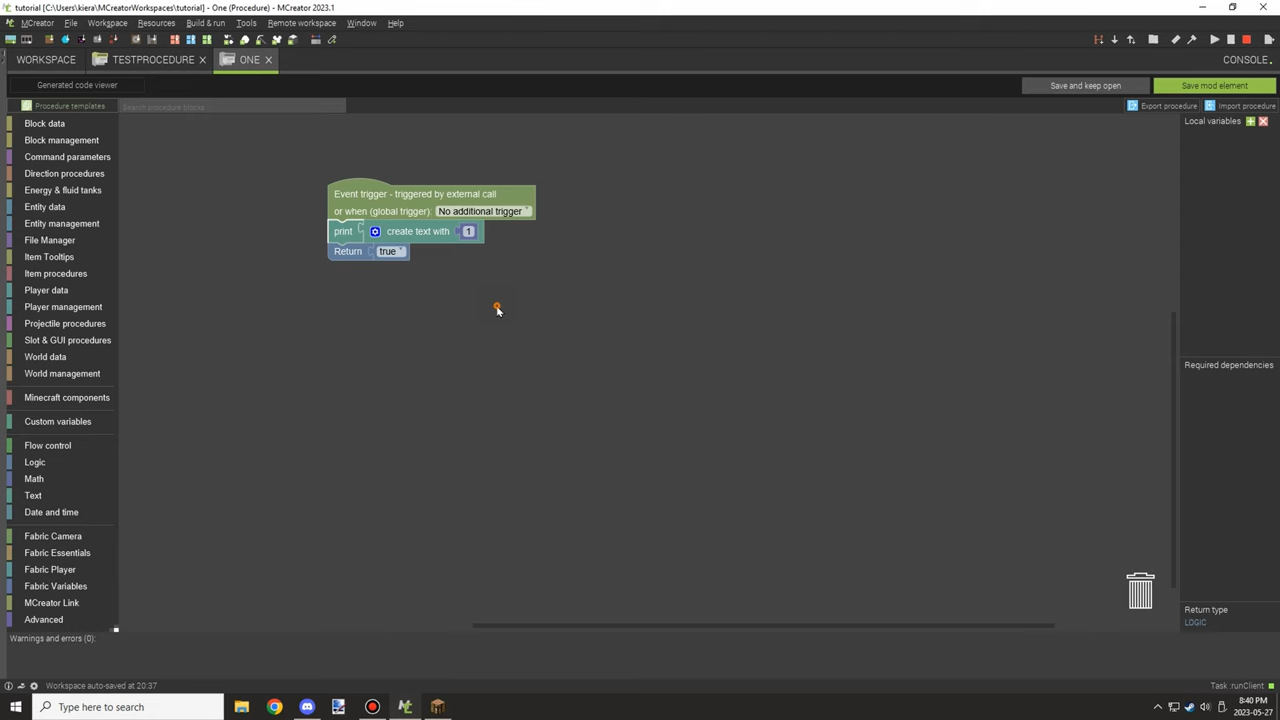 tutorial [C:\Users\kiera\MCreatorWorkspaces\tutorial] - One (Procedure) - MCreator 2023.1
MCreator File Workspace Resources Build & run Tools Remote workspace Window Help
WORKSPACE TESTPROCEDURE ONE CONSOLE
Generated code viewer Save and keep open Save mod element
Procedure templates Search procedure blocks Export procedure Import procedure
Local variables
Block data
Block management
Command parameters
Direction procedures
Energy & fluid tanks
Entity data
Entity management
File Manager
Item Tooltips
Item procedures
Player data
Player management
Projectile procedures
Slot & GUI procedures
World data
World management
Minecraft components
Custom variables
Flow control
Logic
Math
Text
Date and time
Fabric Camera
Fabric Essentials
Fabric Player
Fabric Variables
MCreator Link
Advanced
Event trigger - triggered by external call
or when (global trigger): No additional trigger
print create text with 1
Return true
Required dependencies
Return type
LOGIC
Warnings and errors (0):
Workspace auto-saved at 20:37 Task :runClient
Type here to search
8:40 PM
2023-05-27